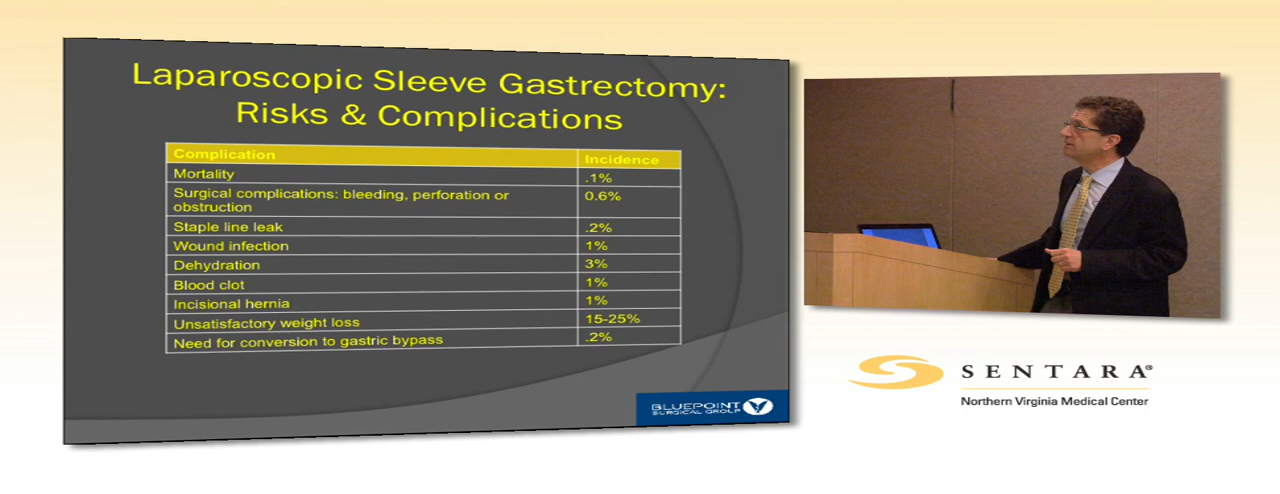 Laparoscopic Sleeve Gastrectomy:
Risks & Complications
Complication Incidence
Mortality .1%
Surgical complications: bleeding, perforation or 0.6%
obstruction
Staple line leak .2%
Wound infection 1%
Dehydration 3%
Blood clot 1%
Incisional hernia 1%
Unsatisfactory weight loss 15-25%
Need for conversion to gastric bypass .2%
BLUEPOINT
SURGICAL GROUP
SENTARA®
Northern Virginia Medical Center